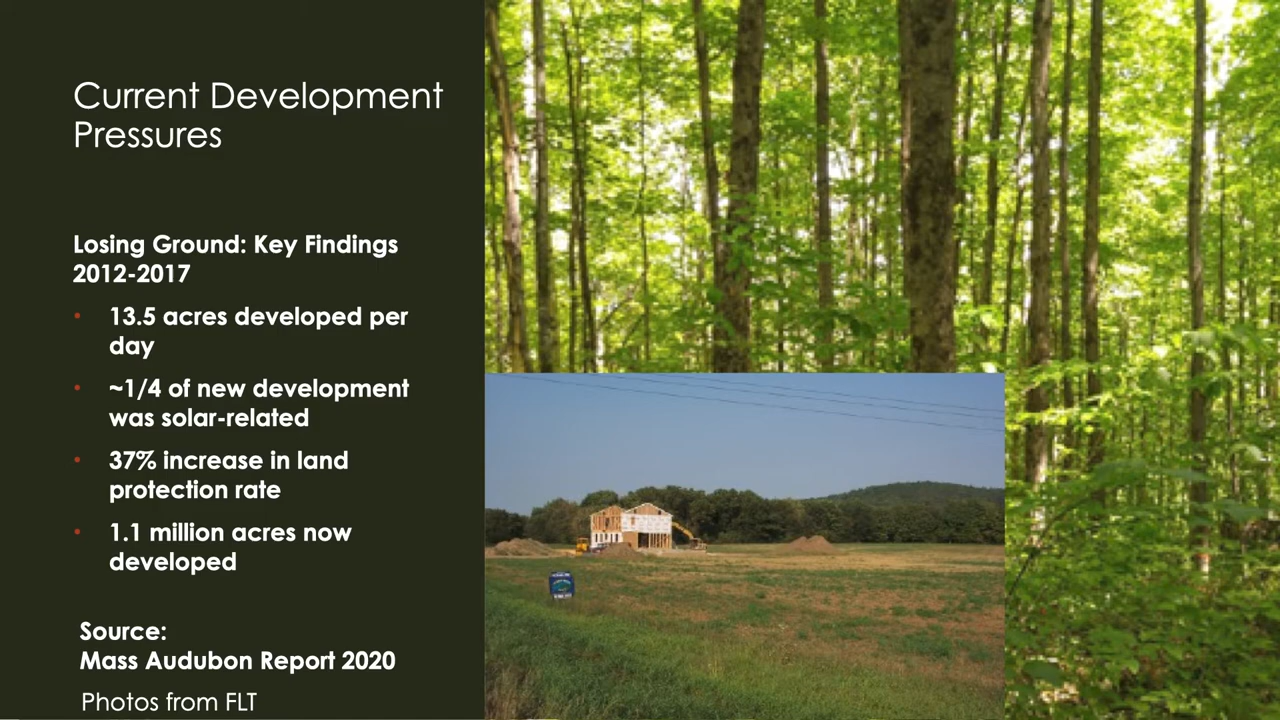 Current Development
Pressures
Losing Ground: Key Findings
2012-2017
• 13.5 acres developed per
day
• ~1/4 of new development
was solar-related
• 37% increase in land
protection rate
• 1.1 million acres now
developed
Source:
Mass Audubon Report 2020
Photos from FLT